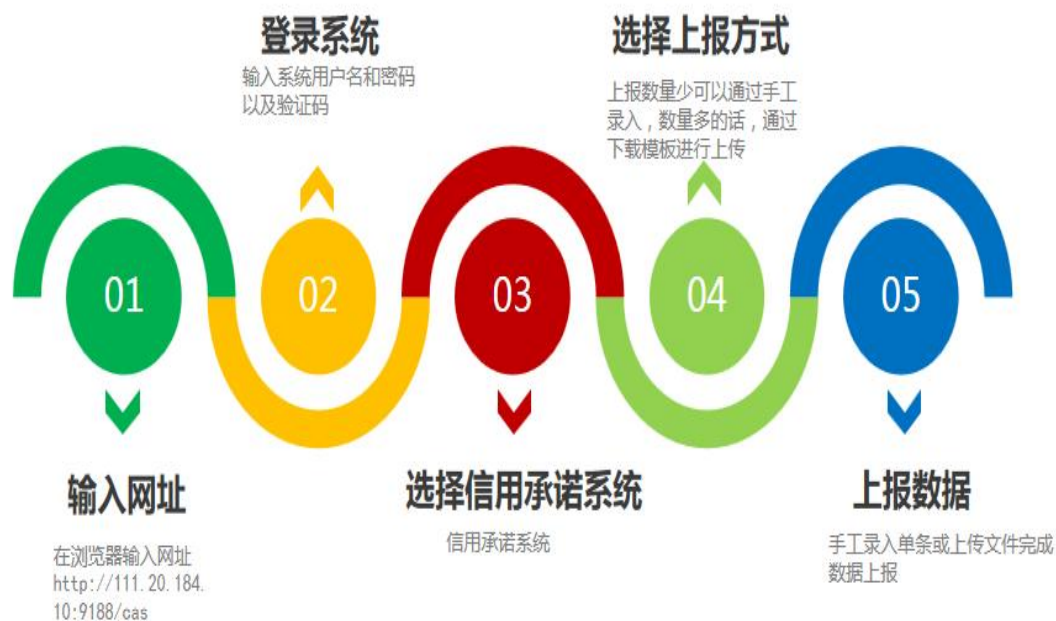 登录系统
输入系统用户名和密码
以及验证码
选择上报方式
上报数量少可以通过手工
录入，数量多的话，通过
下载模板进行上传
01
02
03
04
05
输入网址
在浏览器输入网址
http://111.20.184.
10:9188/cas
选择信用承诺系统
信用承诺系统
上报数据
手工录入单条或上传文件完成
数据上报